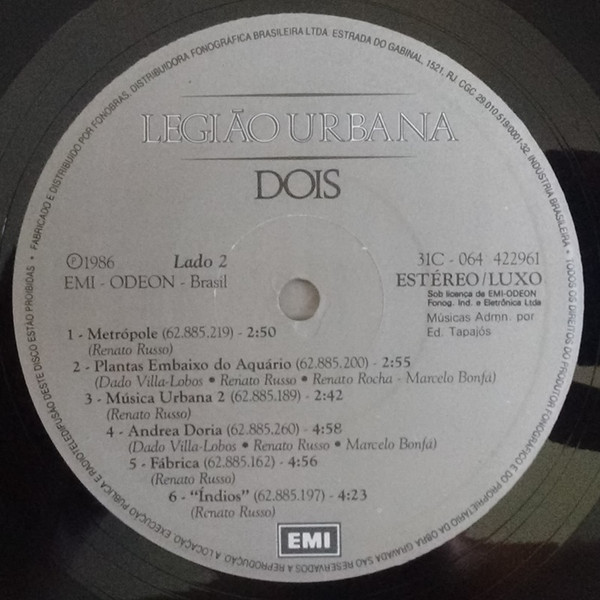 FABRICADO E DISTRIBUIDO POR FONOBRAS, DISTRIBUIDORA FONOGRÁFICA BRASILEIRA LTDA ESTRADA DO GABINAL, 1521, RJ CGC 29.010.519/0001-32. INDÚSTRIA BRASILEIRA •
TODOS OS DIREITOS DO PRODUTOR FONOGRÁFICO E DO PROPRIETÁRIO DA OBRA GRAVADA SÃO RESERVADOS A REPRODUÇÃO, A LOCAÇÃO, EXECUÇÃO PÚBLICA E RADIOTELEDIFUSÃO DESTE DISCO ESTÃO PROIBIDAS •
LEGIÃO URBANA
DOIS
Ⓟ1986 Lado 2
EMI - ODEON - Brasil
31C - 064 422961
ESTÉREO/LUXO
Sob licença de EMI-ODEON
Fonog. Ind. e Eletrônica Ltda
Músicas Admn. por
Ed. Tapajós
1 - Metrópole (62.885.219) - 2:50
(Renato Russo)
2 - Plantas Embaixo do Aquário (62.885.200) - 2:55
(Dado Villa-Lobos • Renato Russo • Renato Rocha - Marcelo Bonfá)
3 - Música Urbana 2 (62.885.189) - 2:42
(Renato Russo)
4 - Andrea Doria (62.885.260) - 4:58
(Dado Villa-Lobos • Renato Russo • Marcelo Bonfá)
5 - Fábrica (62.885.162) - 4:56
(Renato Russo)
6 - "Índios" (62.885.197) - 4:23
(Renato Russo)
EMI